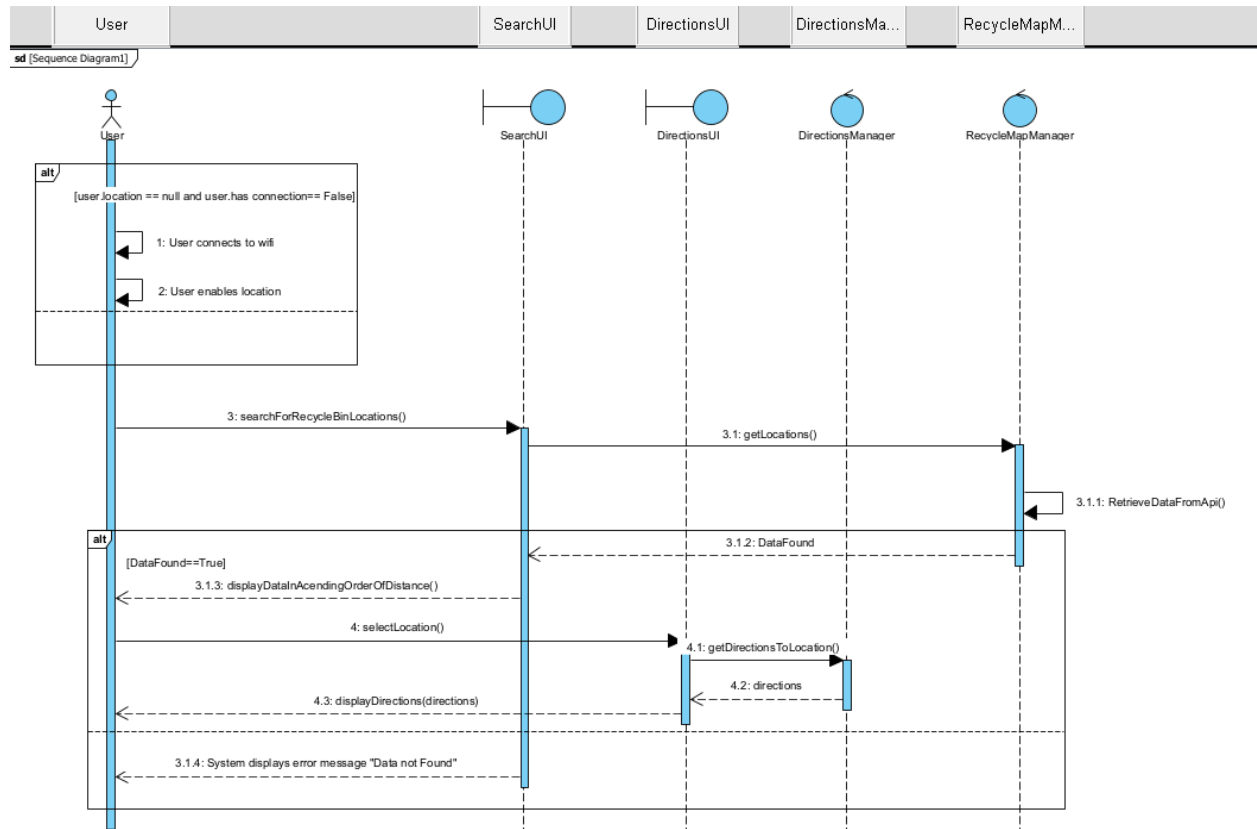 User
SearchUI
DirectionsUI
DirectionsMa...
RecycleMapM...
sd [Sequence Diagram1]
User
SearchUI
DirectionsUI
DirectionsManager
RecycleMapManager
alt
[user.location == null and user.has connection== False]
1: User connects to wifi
2: User enables location
3: searchForRecycleBinLocations()
3.1: getLocations()
3.1.1: RetrieveDataFromApi()
alt
3.1.2: DataFound
[DataFound==True]
3.1.3: displayDataInAcendingOrderOfDistance()
4: selectLocation()
4.1: getDirectionsToLocation()
4.2: directions
4.3: displayDirections(directions)
3.1.4: System displays error message "Data not Found"